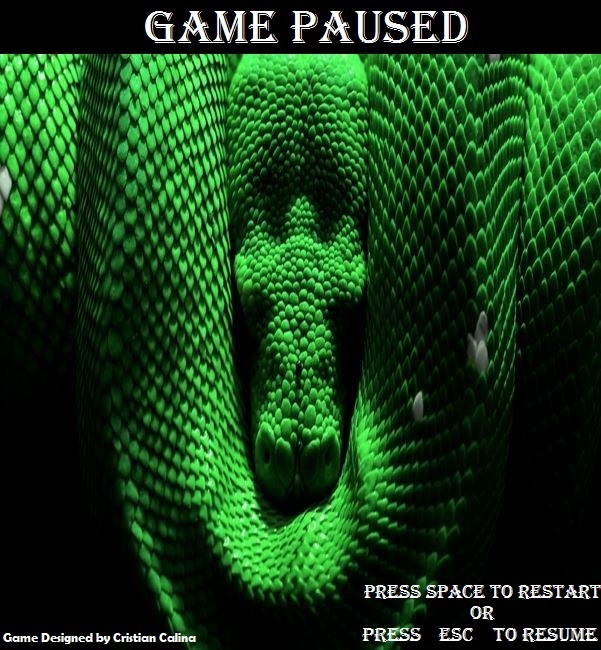 GAME PAUSED
PRESS SPACE TO RESTART
OR
PRESS ESC TO RESUME
Game Designed by Cristian Calina